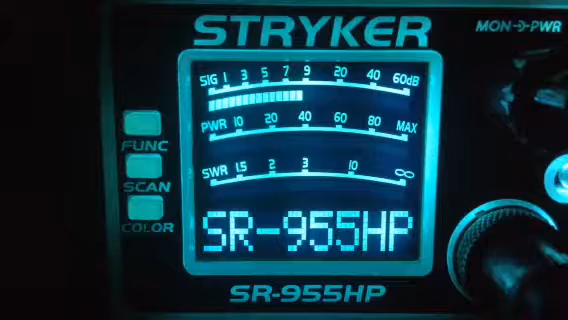 STRYKER
MON-PWR
SIG 1 3 5 7 9 20 40 60dB
PWR 10 20 40 60 80 MAX
SWR 1.5 2 3 10 ∞
FUNC
SCAN
COLOR
SR-955HP
SR-955HP